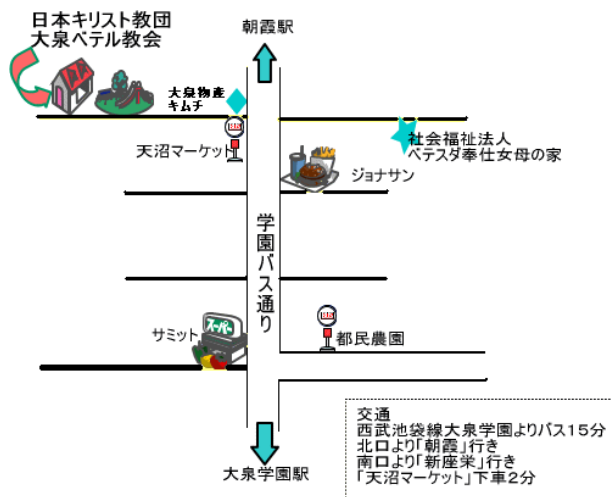 日本キリスト教団
大泉ベテル教会
朝霞駅
大泉物産
キムチ
天沼マーケット
社会福祉法人
ベテスダ奉仕女母の家
ジョナサン
学園バス通り
スーパー
サミット
都民農園
大泉学園駅
交通
西武池袋線大泉学園よりバス15分
北口より「朝霞」行き
南口より「新座栄」行き
「天沼マーケット」下車2分